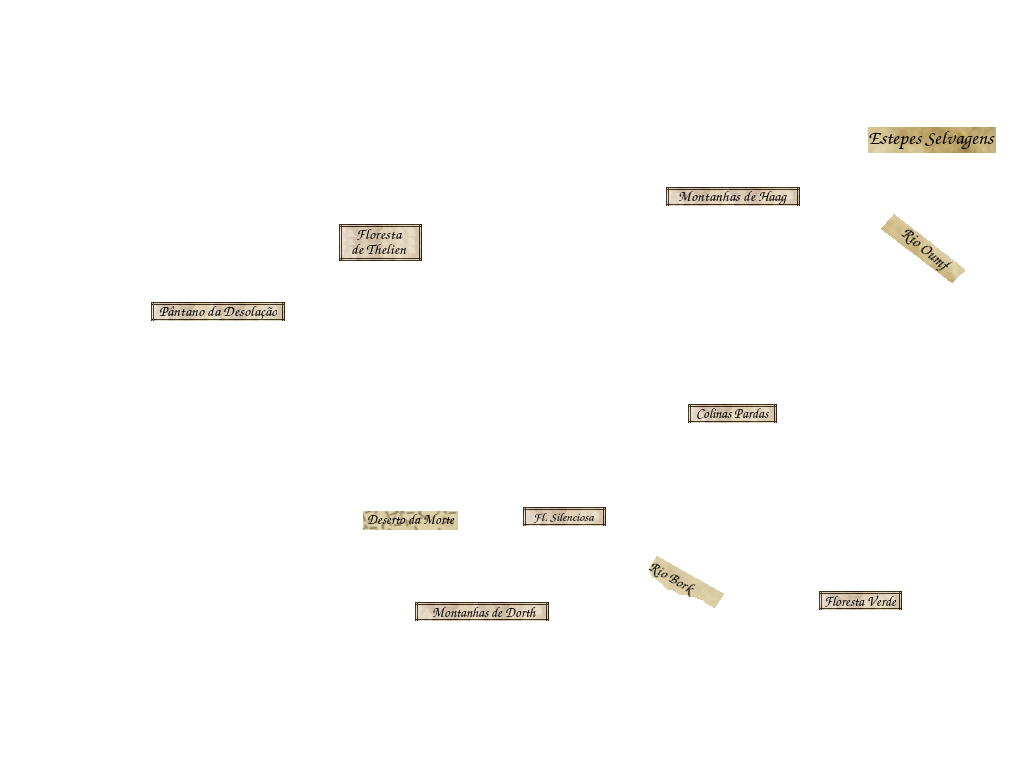 Estepes Selvagens
Montanhas de Haag
Floresta
de Thelien
Rio Oumf
Pântano da Desolação
Colinas Pardas
Deserto da Morte
Fl. Silenciosa
Rio Bork
Floresta Verde
Montanhas de Dorth